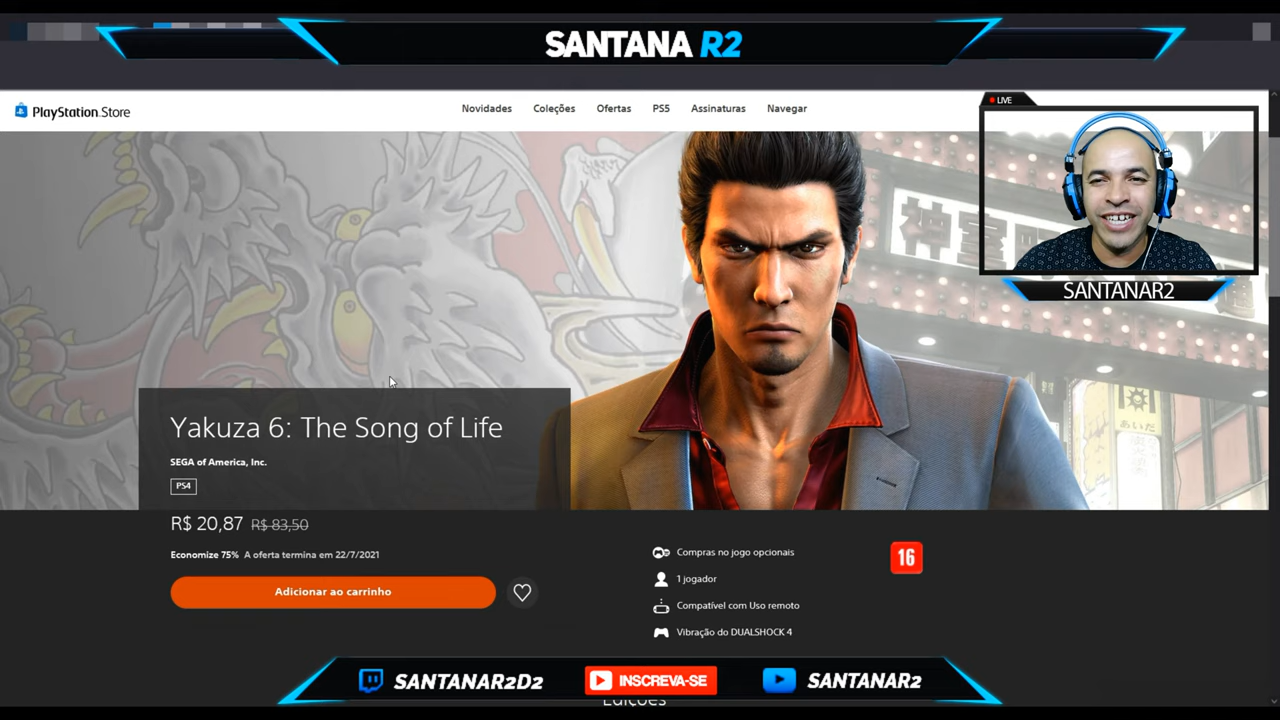 SANTANA R2
PlayStation Store
Novidades Coleções Ofertas PS5 Assinaturas Navegar
LIVE
SANTANAR2
Yakuza 6: The Song of Life
SEGA of America, Inc.
PS4
R$ 20,87 R$ 83,50
Economize 75% A oferta termina em 22/7/2021
Adicionar ao carrinho
Compras no jogo opcionais
1 jogador
Compatível com Uso remoto
Vibração do DUALSHOCK 4
16
SANTANAR2D2 INSCREVA-SE SANTANAR2
Edições